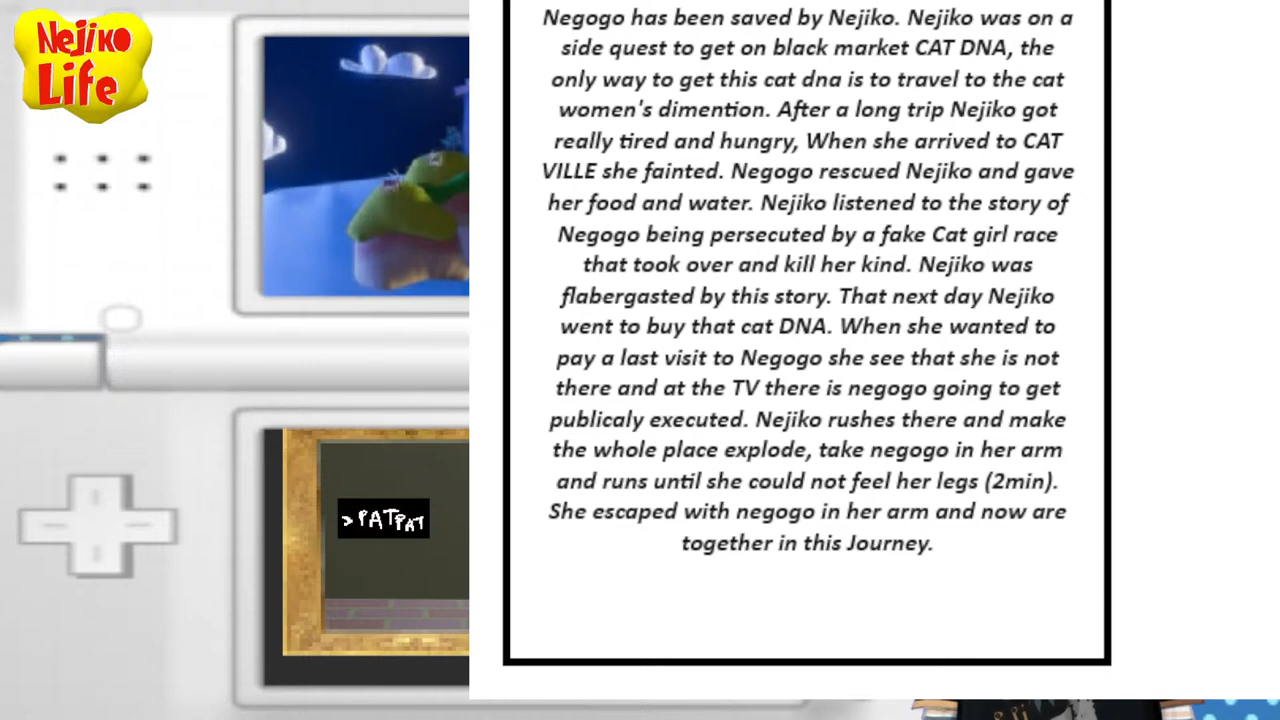 Nejiko
Life
Negogo has been saved by Nejiko. Nejiko was on a
side quest to get on black market CAT DNA, the
only way to get this cat dna is to travel to the cat
women's dimention. After a long trip Nejiko got
really tired and hungry, When she arrived to CAT
VILLE she fainted. Negogo rescued Nejiko and gave
her food and water. Nejiko listened to the story of
Negogo being persecuted by a fake Cat girl race
that took over and kill her kind. Nejiko was
flabergasted by this story. That next day Nejiko
went to buy that cat DNA. When she wanted to
pay a last visit to Negogo she see that she is not
there and at the TV there is negogo going to get
publicaly executed. Nejiko rushes there and make
the whole place explode, take negogo in her arm
and runs until she could not feel her legs (2min).
She escaped with negogo in her arm and now are
together in this Journey.
>PATPAT